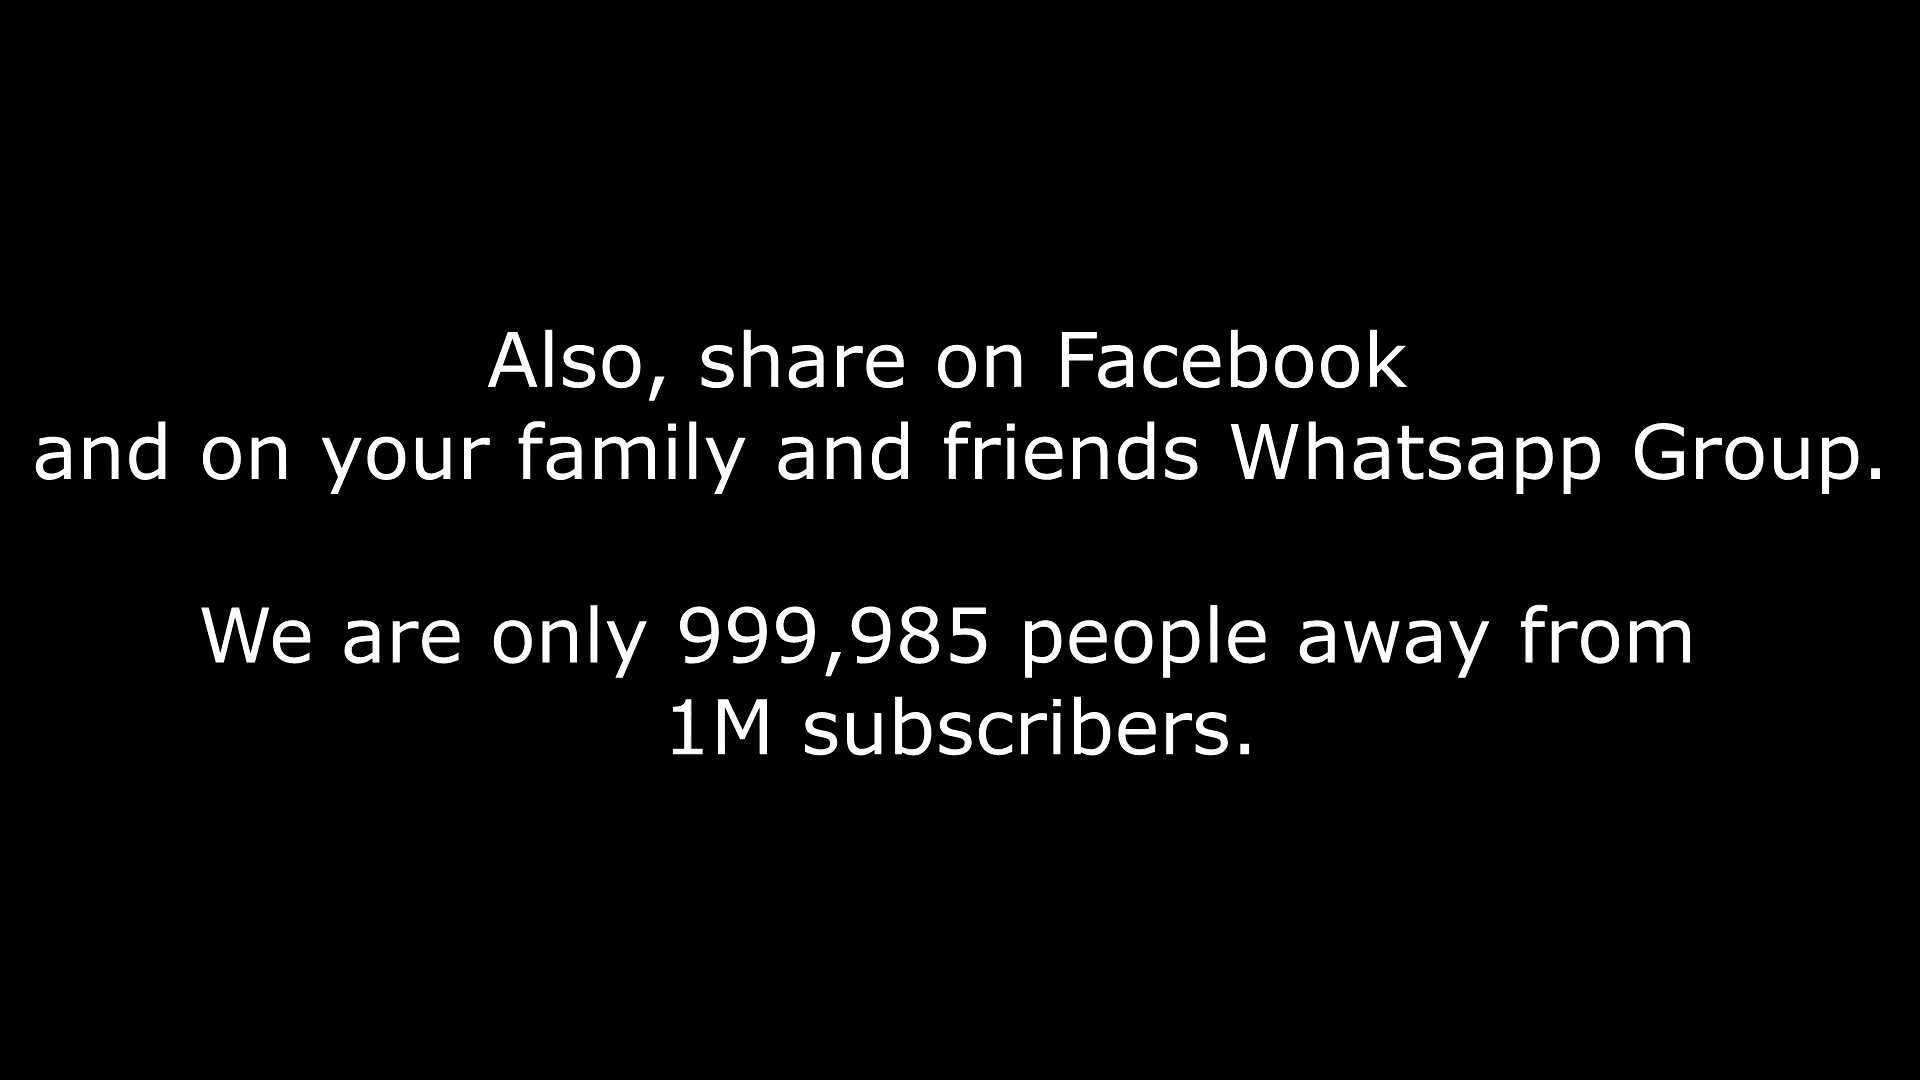 Also, share on Facebook
and on your family and friends Whatsapp Group.
We are only 999,985 people away from
1M subscribers.